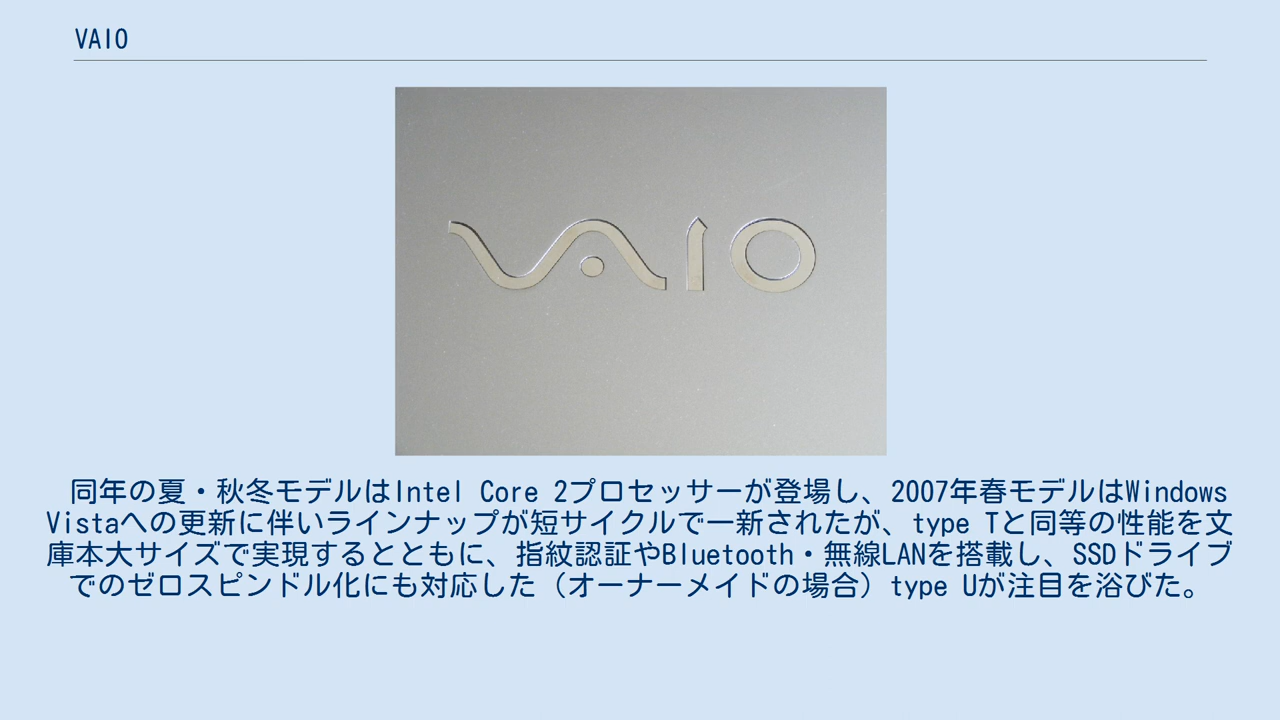 VAIO
VAIO
同年の夏・秋冬モデルはIntel Core 2プロセッサーが登場し、2007年春モデルはWindows
Vistaへの更新に伴いラインナップが短サイクルで一新されたが、type Tと同等の性能を文
庫本大サイズで実現するとともに、指紋認証やBluetooth・無線LANを搭載し、SSDドライブ
でのゼロスピンドル化にも対応した（オーナーメイドの場合）type Uが注目を浴びた。